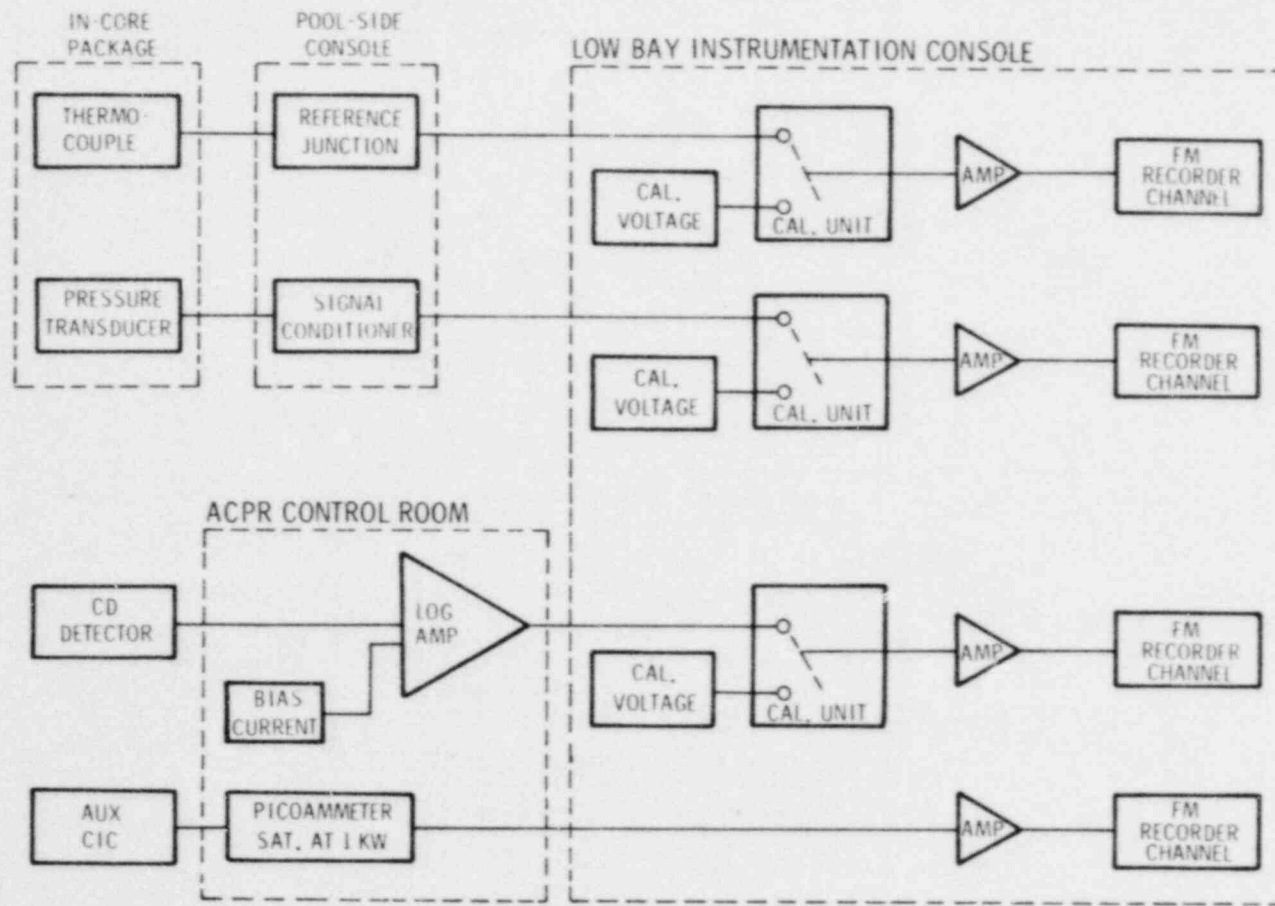 IN-CORE
PACKAGE
POOL-SIDE
CONSOLE
LOW BAY INSTRUMENTATION CONSOLE
THERMO-
COUPLE
REFERENCE
JUNCTION
CAL.
VOLTAGE
CAL. UNIT
AMP
FM
RECORDER
CHANNEL
PRESSURE
TRANSDUCER
SIGNAL
CONDITIONER
CAL.
VOLTAGE
CAL. UNIT
AMP
FM
RECORDER
CHANNEL
ACPR CONTROL ROOM
CD
DETECTOR
LOG
AMP
BIAS
CURRENT
CAL.
VOLTAGE
CAL. UNIT
AMP
FM
RECORDER
CHANNEL
AUX
CIC
PICOAMMETER
SAT. AT 1 KW
AMP
FM
RECORDER
CHANNEL